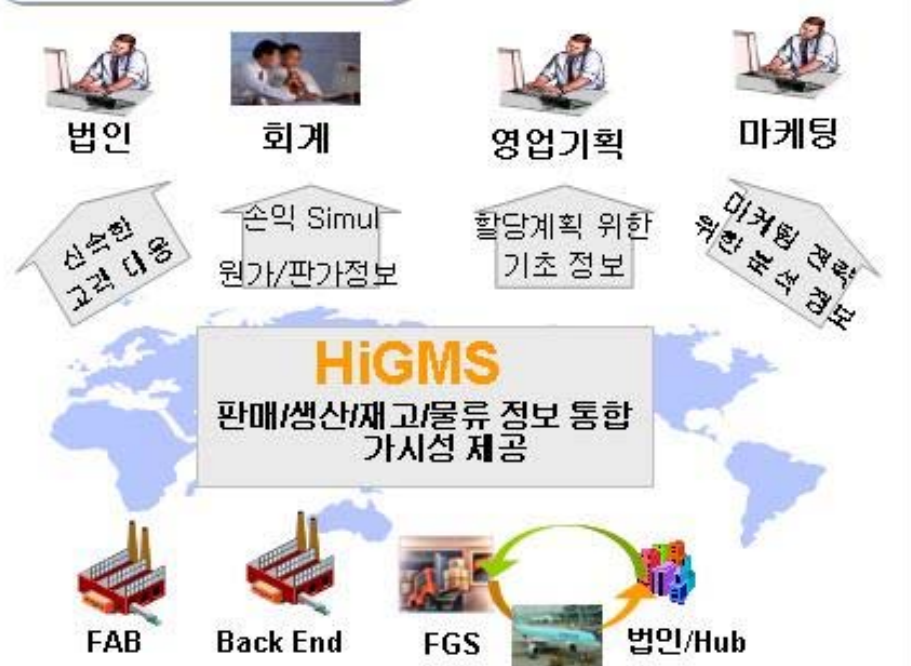 법인
회계
영업기획
마케팅
신속한
고객 대응
손익 Simul
원가/판가정보
할당계획 위한
기초 정보
마케팅 전략
위한 분석 정보
HiGMS
판매/생산/재고/물류 정보 통합
가시성 제공
FAB
Back End
FGS
법인/Hub